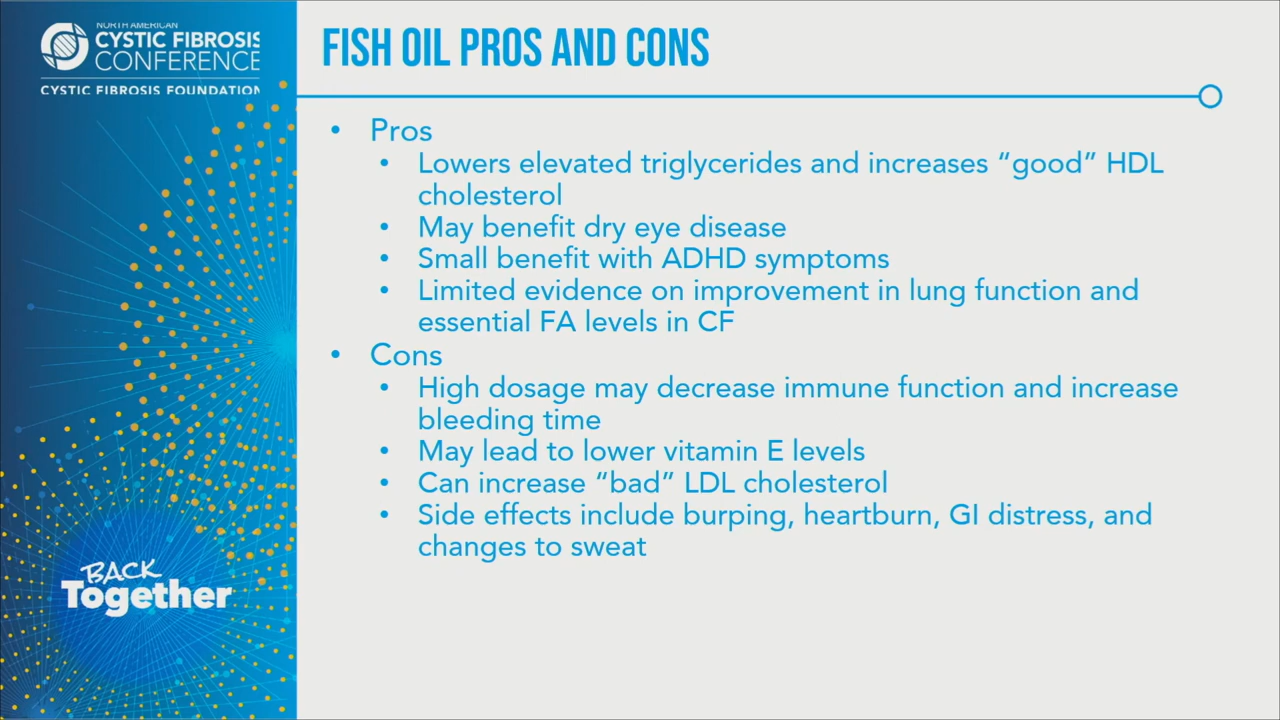 NORTH AMERICAN
CYSTIC FIBROSIS
CONFERENCE
CYSTIC FIBROSIS FOUNDATION
FISH OIL PROS AND CONS
• Pros
• Lowers elevated triglycerides and increases “good” HDL
cholesterol
• May benefit dry eye disease
• Small benefit with ADHD symptoms
• Limited evidence on improvement in lung function and
essential FA levels in CF
• Cons
• High dosage may decrease immune function and increase
bleeding time
• May lead to lower vitamin E levels
• Can increase “bad” LDL cholesterol
• Side effects include burping, heartburn, GI distress, and
changes to sweat
BACK
Together